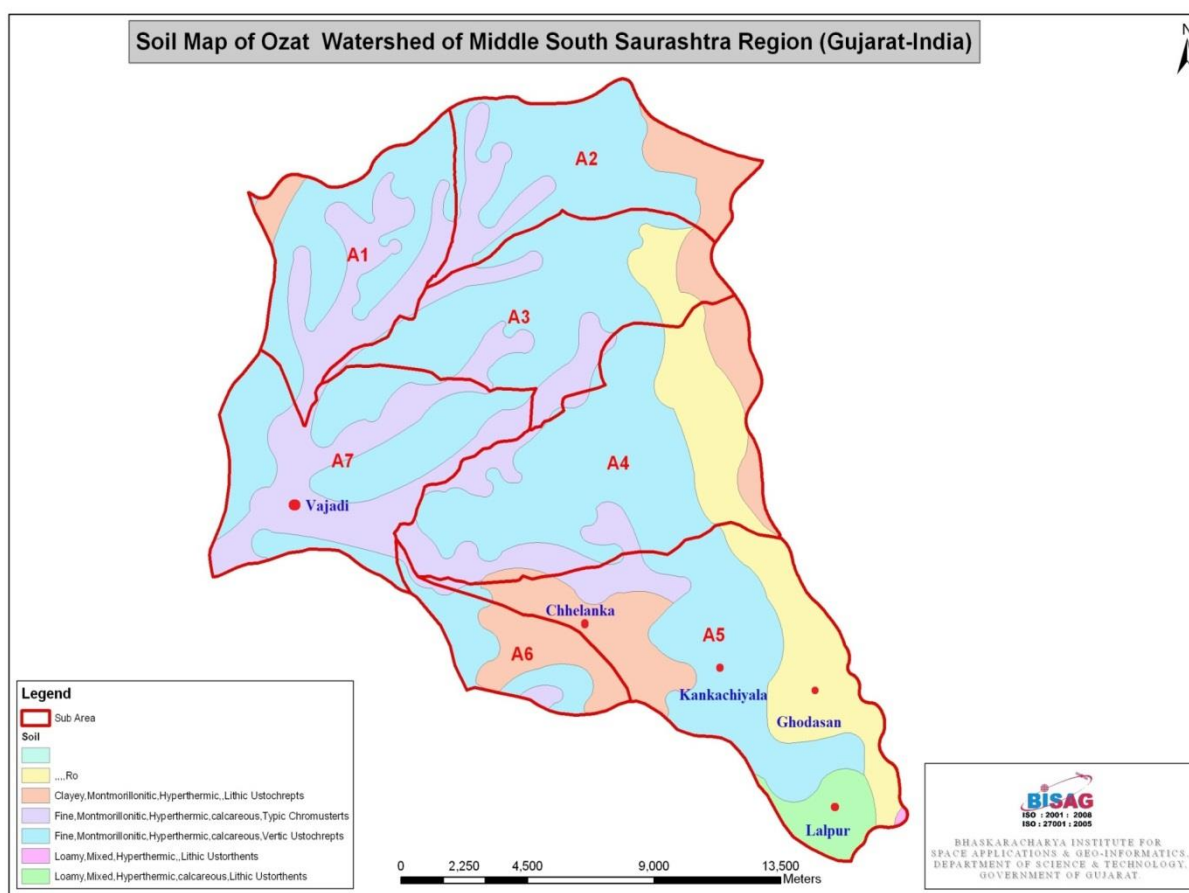 Soil Map of Ozat Watershed of Middle South Saurashtra Region (Gujarat-India)
N
A2
A1
A3
A4
A7
Vajadi
Chhelanka
A5
A6
Kankachiyala
Ghodasan
Lalpur
Legend
Sub Area
Soil
,,,,Ro
Clayey,Montmorillonitic,Hyperthermic,,Lithic Ustochrepts
Fine,Montmorillonitic,Hyperthermic,calcareous,Typic Chromusterts
Fine,Montmorillonitic,Hyperthermic,calcareous,Vertic Ustochrepts
Loamy,Mixed,Hyperthermic,,Lithic Ustorthents
Loamy,Mixed,Hyperthermic,calcareous,Lithic Ustorthents
0 2,250 4,500 9,000 13,500
Meters
BISAG
ISO : 2001 : 2008
ISO : 27001 : 2005
BHASKARACHARYA INSTITUTE FOR
SPACE APPLICATIONS & GEO-INFORMATICS,
DEPARTMENT OF SCIENCE & TECHNOLOGY,
GOVERNMENT OF GUJARAT.